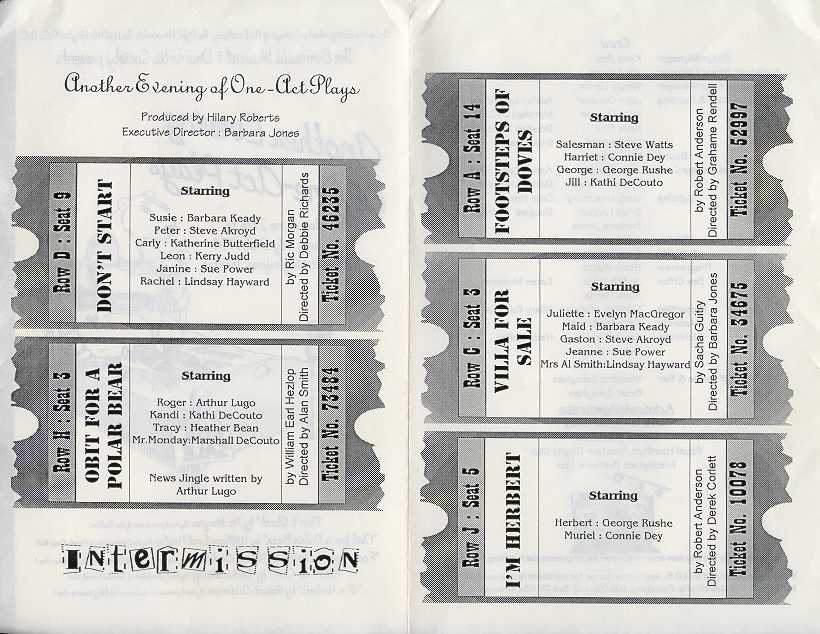 Another Evening of One-Act Plays
Produced by Hilary Roberts
Executive Director : Barbara Jones
Row D : Seat 9
DON'T START
Starring
Susie : Barbara Keady
Peter : Steve Akroyd
Carly : Katherine Butterfield
Leon : Kerry Judd
Janine : Sue Power
Rachel : Lindsay Hayward
by Ric Morgan
Directed by Debbie Richards
Ticket No. 46235
Row H : Seat 3
OBIT FOR A
POLAR BEAR
Starring
Roger : Arthur Lugo
Kandi : Kathi DeCouto
Tracy : Heather Bean
Mr.Monday:Marshall DeCouto
News Jingle written by
Arthur Lugo
by William Earl Hezlop
Directed by Alan Smith
Ticket No. 73484
Intermission
Row A : Seat 14
FOOTSTEPS OF
DOVES
Starring
Salesman : Steve Watts
Harriet : Connie Dey
George : George Rushe
Jill : Kathi DeCouto
by Robert Anderson
Directed by Grahame Rendell
Ticket No. 52997
Row C : Seat 3
VILLA FOR
SALE
Juliette : Evelyn MacGregor
Maid : Barbara Keady
Gaston : Steve Akroyd
Jeanne : Sue Power
Mrs Al Smith:Lindsay Hayward
by Sacha Guitry
Directed by Barbara Jones
Ticket No. 34675
Row J : Seat 5
I'M HERBERT
Starring
Herbert : George Rushe
Muriel : Connie Dey
by Robert Anderson
Directed by Derek Corlett
Ticket No. 10078